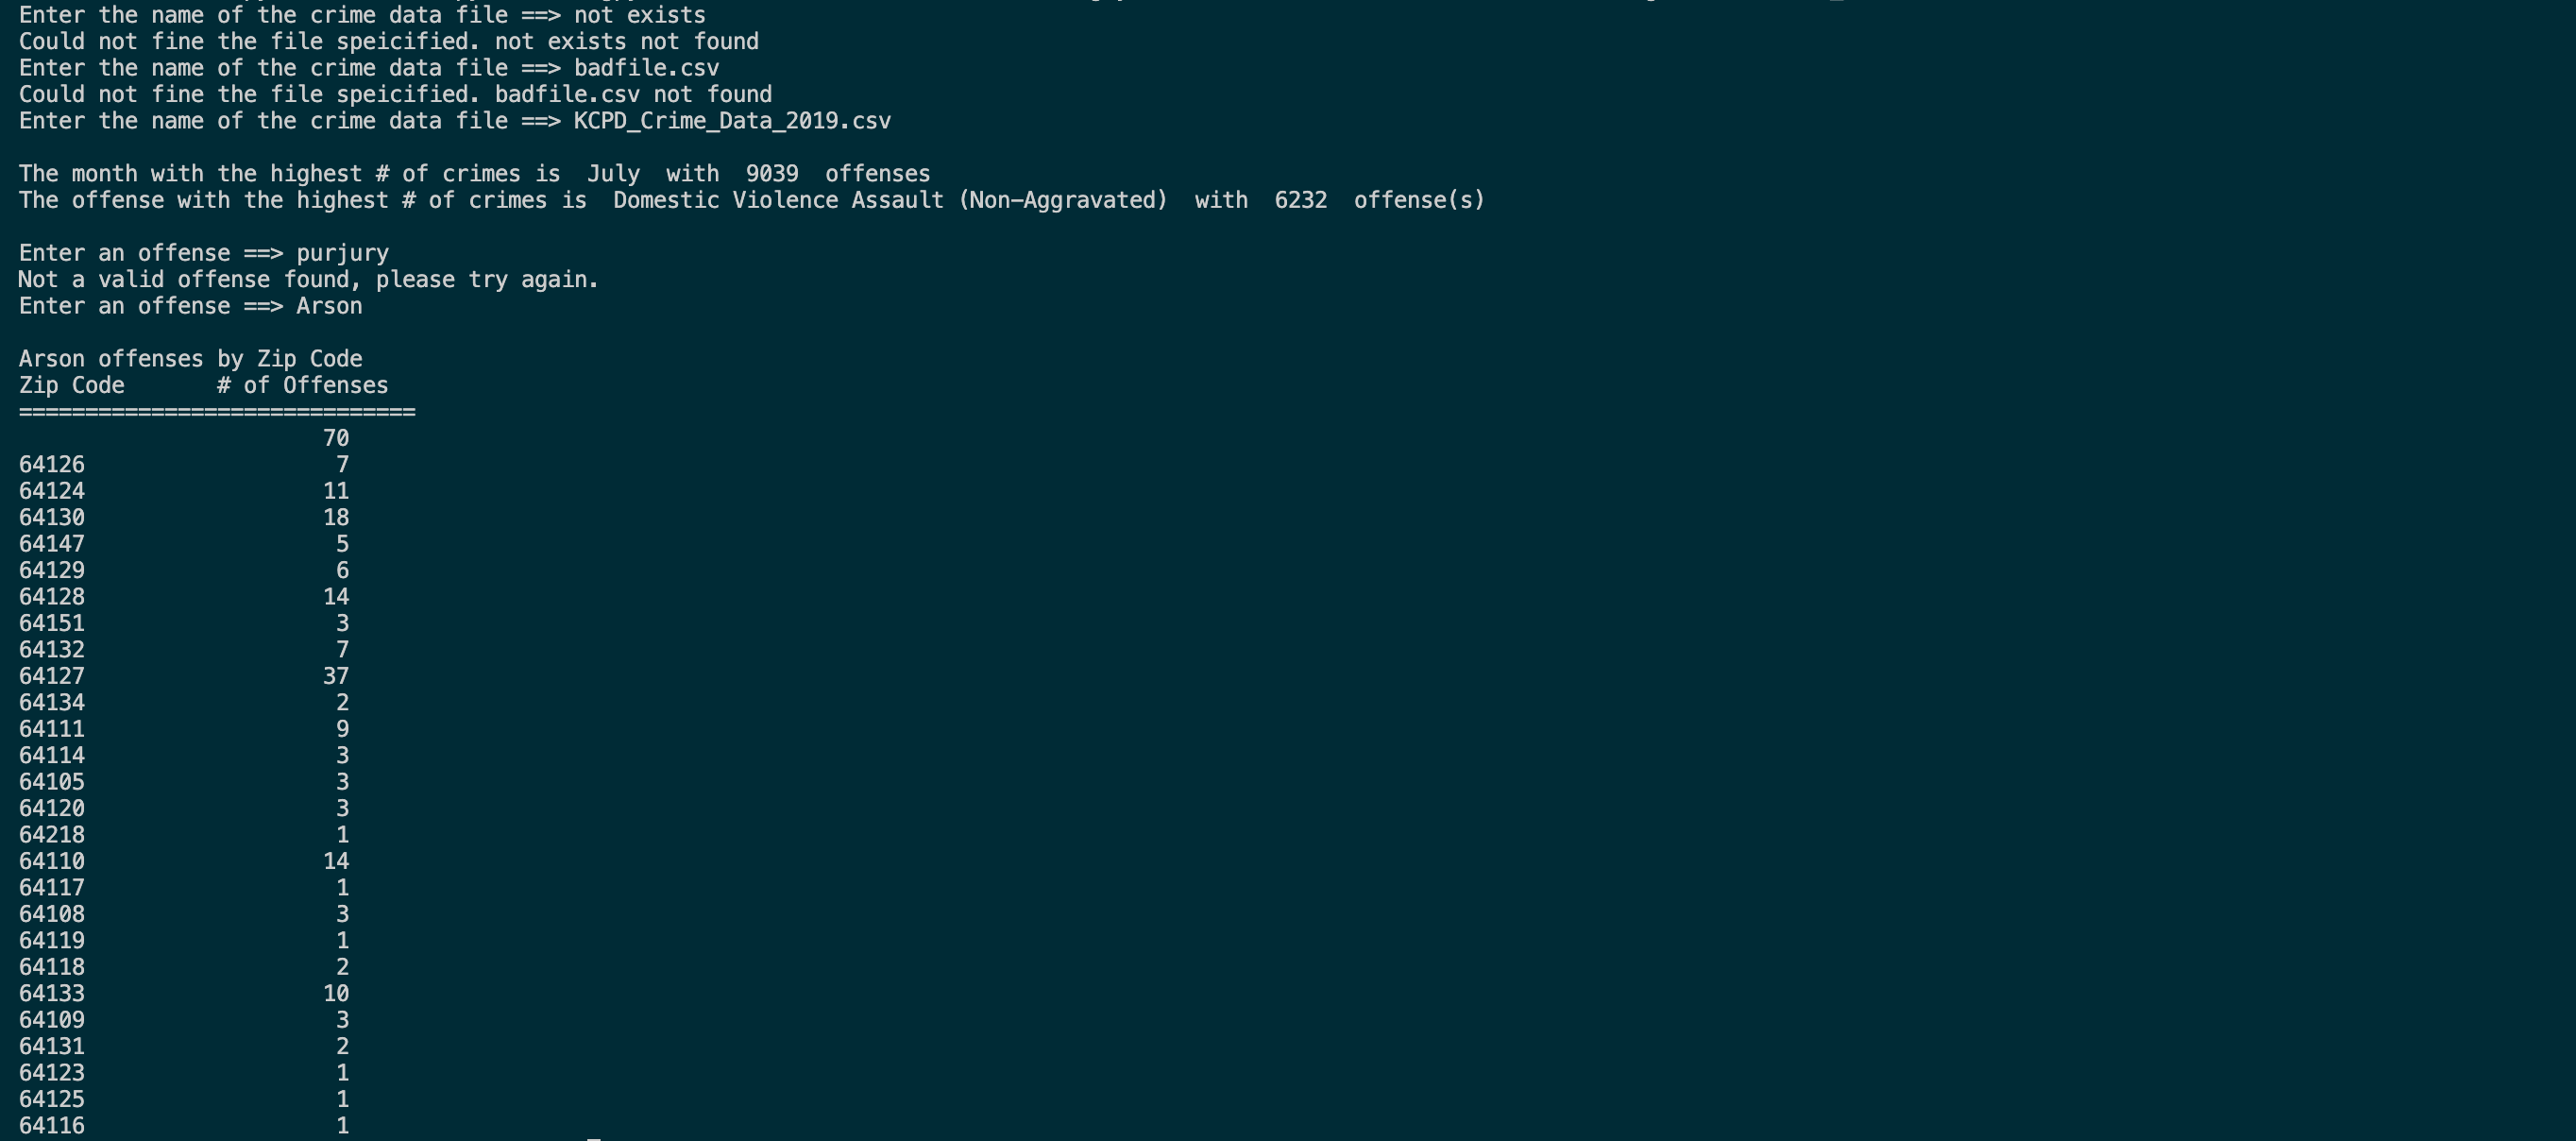 Enter the name of the crime data file ==> not exists
Could not fine the file speicified. not exists not found
Enter the name of the crime data file ==> badfile.csv
Could not fine the file speicified. badfile.csv not found
Enter the name of the crime data file ==> KCPD_Crime_Data_2019.csv
The month with the highest # of crimes is  July  with  9039  offenses
The offense with the highest # of crimes is  Domestic Violence Assault (Non-Aggravated)  with  6232  offense(s)
Enter an offense ==> purjury
Not a valid offense found, please try again.
Enter an offense ==> Arson
Arson offenses by Zip Code
Zip Code       # of Offenses
==============================
                       70
64126                   7
64124                  11
64130                  18
64147                   5
64129                   6
64128                  14
64151                   3
64132                   7
64127                  37
64134                   2
64111                   9
64114                   3
64105                   3
64120                   3
64218                   1
64110                  14
64117                   1
64108                   3
64119                   1
64118                   2
64133                  10
64109                   3
64131                   2
64123                   1
64125                   1
64116                   1